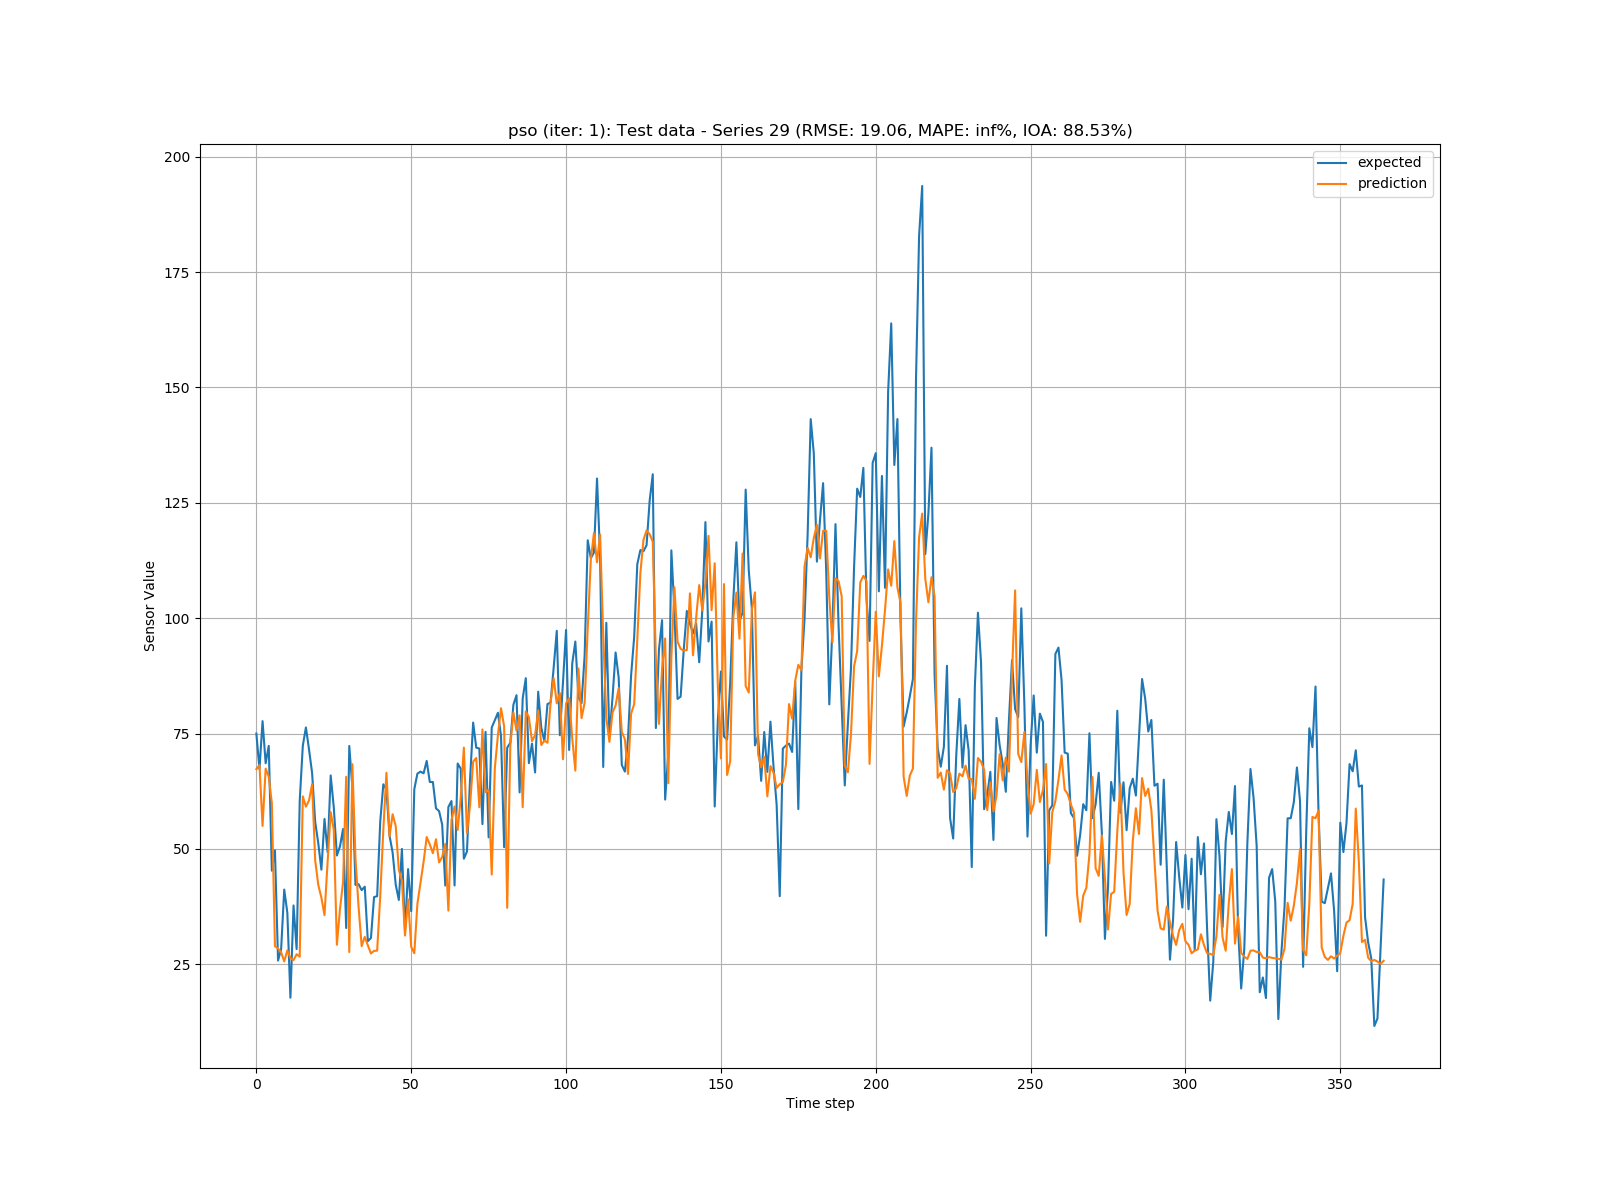 pso (iter: 1): Test data - Series 29 (RMSE: 19.06, MAPE: inf%, IOA: 88.53%)
expected
prediction
200
175
150
125
100
75
50
25
Sensor Value
0 50 100 150 200 250 300 350
Time step